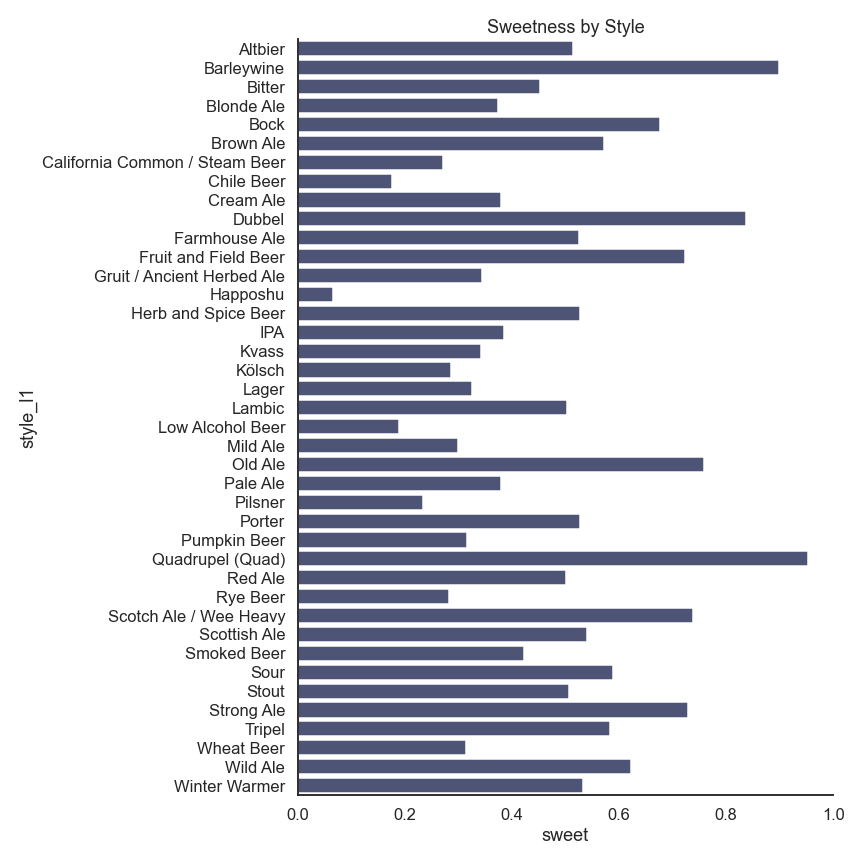 Sweetness by Style
Altbier
Barleywine
Bitter
Blonde Ale
Bock
Brown Ale
California Common / Steam Beer
Chile Beer
Cream Ale
Dubbel
Farmhouse Ale
Fruit and Field Beer
Gruit / Ancient Herbed Ale
Happoshu
Herb and Spice Beer
IPA
Kvass
Kölsch
Lager
Lambic
Low Alcohol Beer
Mild Ale
Old Ale
Pale Ale
Pilsner
Porter
Pumpkin Beer
Quadrupel (Quad)
Red Ale
Rye Beer
Scotch Ale / Wee Heavy
Scottish Ale
Smoked Beer
Sour
Stout
Strong Ale
Tripel
Wheat Beer
Wild Ale
Winter Warmer
style_l1
0.0 0.2 0.4 0.6 0.8 1.0
sweet